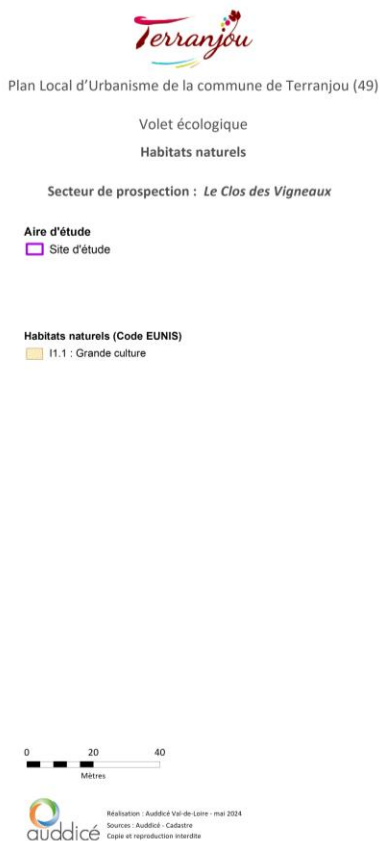 Terranjou
Plan Local d'Urbanisme de la commune de Terranjou (49)
Volet écologique
Habitats naturels
Secteur de prospection : Le Clos des Vigneaux
Aire d'étude
Site d'étude
Habitats naturels (Code EUNIS)
I1.1 : Grande culture
0 20 40
Mètres
Réalisation : Auddicé Val-de-Loire - mai 2024
Sources : Auddicé - Cadastre
auddicé Copie et reproduction interdite